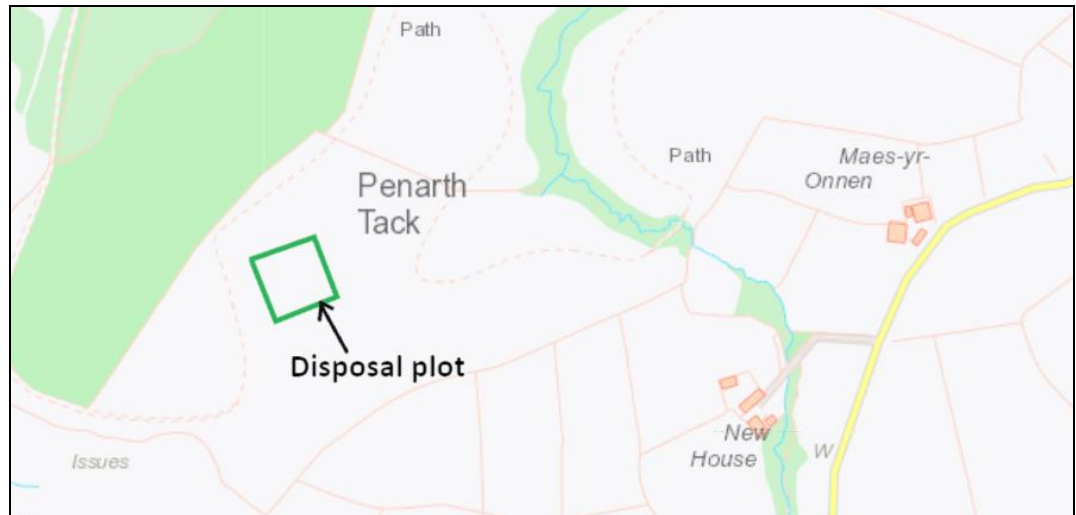 Path
Penarth
Tack
Path
Maes-yr-
Onnen
Disposal plot
New
House
W
Issues